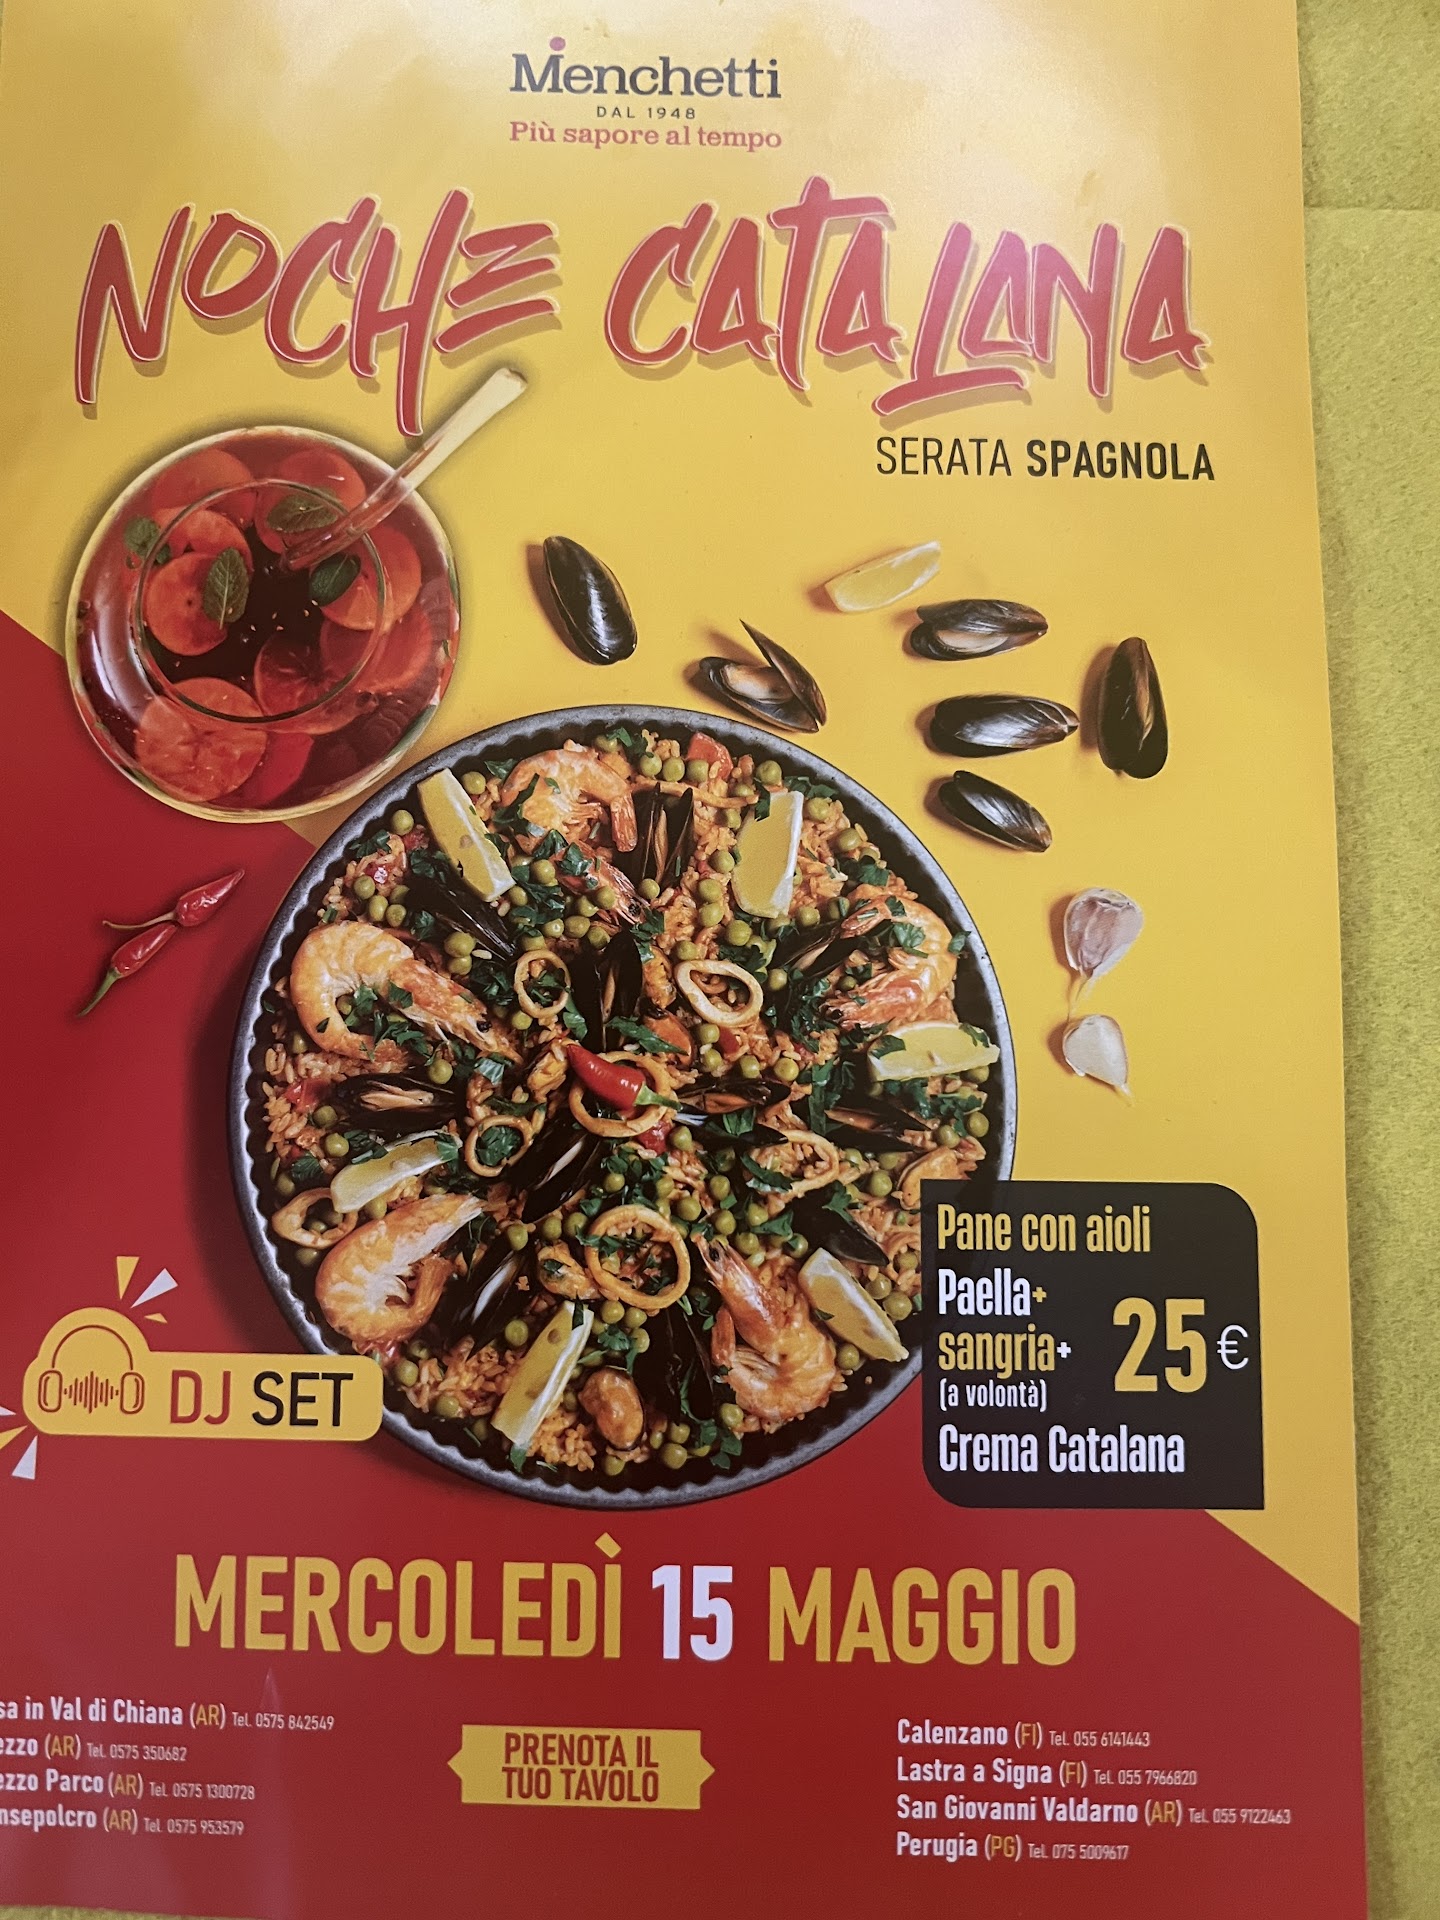 Menchetti
DAL 1948
Più sapore al tempo
NOCHE CATALANA
SERATA SPAGNOLA
Pane con aioli
Paella+
sangria+
(a volontà)
25€
Crema Catalana
DJ SET
MERCOLEDÌ 15 MAGGIO
in Val di Chiana (AR) Tel. 0575 842549
(AR) Tel. 0575 350682
Parco (AR) Tel. 0575 1300728
(AR) Tel. 0575 953579
PRENOTA IL
TUO TAVOLO
Calenzano (FI) Tel. 055 6141443
Lastra a Signa (FI) Tel. 055 7966820
San Giovanni Valdarno (AR) Tel. 055 9122463
Perugia (PG) Tel. 075 5009617